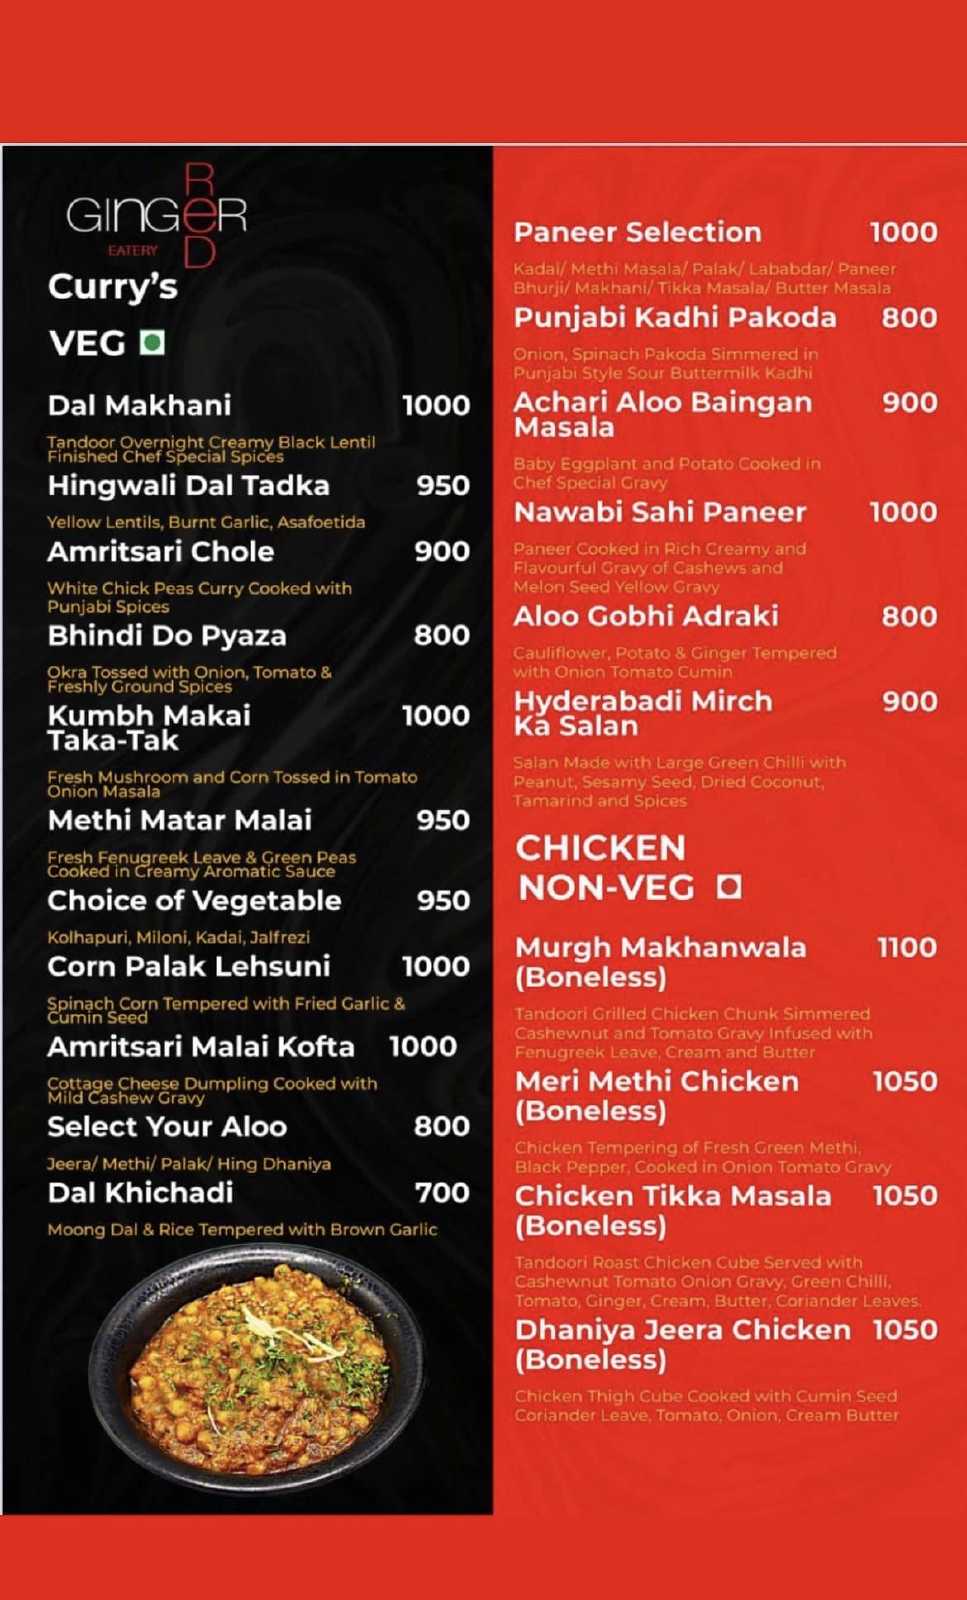 GINGER
RED
EATERY
Curry's
VEG
Dal Makhani 1000
Tandoor Overnight Creamy Black Lentil
Finished Chef Special Spices
Hingwali Dal Tadka 950
Yellow Lentils, Burnt Garlic, Asafoetida
Amritsari Chole 900
White Chick Peas Curry Cooked with
Punjabi Spices
Bhindi Do Pyaza 800
Okra Tossed with Onion, Tomato &
Freshly Ground Spices
Kumbh Makai 1000
Taka-Tak
Fresh Mushroom and Corn Tossed in Tomato
Onion Masala
Methi Matar Malai 950
Fresh Fenugreek Leave & Green Peas
Cooked in Creamy Aromatic Sauce
Choice of Vegetable 950
Kolhapuri, Miloni, Kadai, Jalfrezi
Corn Palak Lehsuni 1000
Spinach Corn Tempered with Fried Garlic &
Cumin Seed
Amritsari Malai Kofta 1000
Cottage Cheese Dumpling Cooked with
Mild Cashew Gravy
Select Your Aloo 800
Jeera/ Methi/ Palak/ Hing Dhaniya
Dal Khichadi 700
Moong Dal & Rice Tempered with Brown Garlic
Paneer Selection 1000
Kadai/ Methi Masala/ Palak/ Lababdar/ Paneer
Bhurji/ Makhani/ Tikka Masala/ Butter Masala
Punjabi Kadhi Pakoda 800
Onion, Spinach Pakoda Simmered in
Punjabi Style Sour Buttermilk Kadhi
Achari Aloo Baingan 900
Masala
Baby Eggplant and Potato Cooked in
Chef Special Gravy
Nawabi Sahi Paneer 1000
Paneer Cooked in Rich Creamy and
Flavourful Gravy of Cashews and
Melon Seed Yellow Gravy
Aloo Gobhi Adraki 800
Cauliflower, Potato & Ginger Tempered
with Onion Tomato Cumin
Hyderabadi Mirch 900
Ka Salan
Salan Made with Large Green Chilli with
Peanut, Sesamy Seed, Dried Coconut,
Tamarind and Spices
CHICKEN
NON-VEG
Murgh Makhanwala 1100
(Boneless)
Tandoori Grilled Chicken Chunk Simmered
Cashewnut and Tomato Gravy Infused with
Fenugreek Leave, Cream and Butter
Meri Methi Chicken 1050
(Boneless)
Chicken Tempering of Fresh Green Methi,
Black Pepper, Cooked in Onion Tomato Gravy
Chicken Tikka Masala 1050
(Boneless)
Tandoori Roast Chicken Cube Served with
Cashewnut Tomato Onion Gravy, Green Chilli,
Tomato, Ginger, Cream, Butter, Coriander Leaves.
Dhaniya Jeera Chicken 1050
(Boneless)
Chicken Thigh Cube Cooked with Cumin Seed
Coriander Leave, Tomato, Onion, Cream Butter